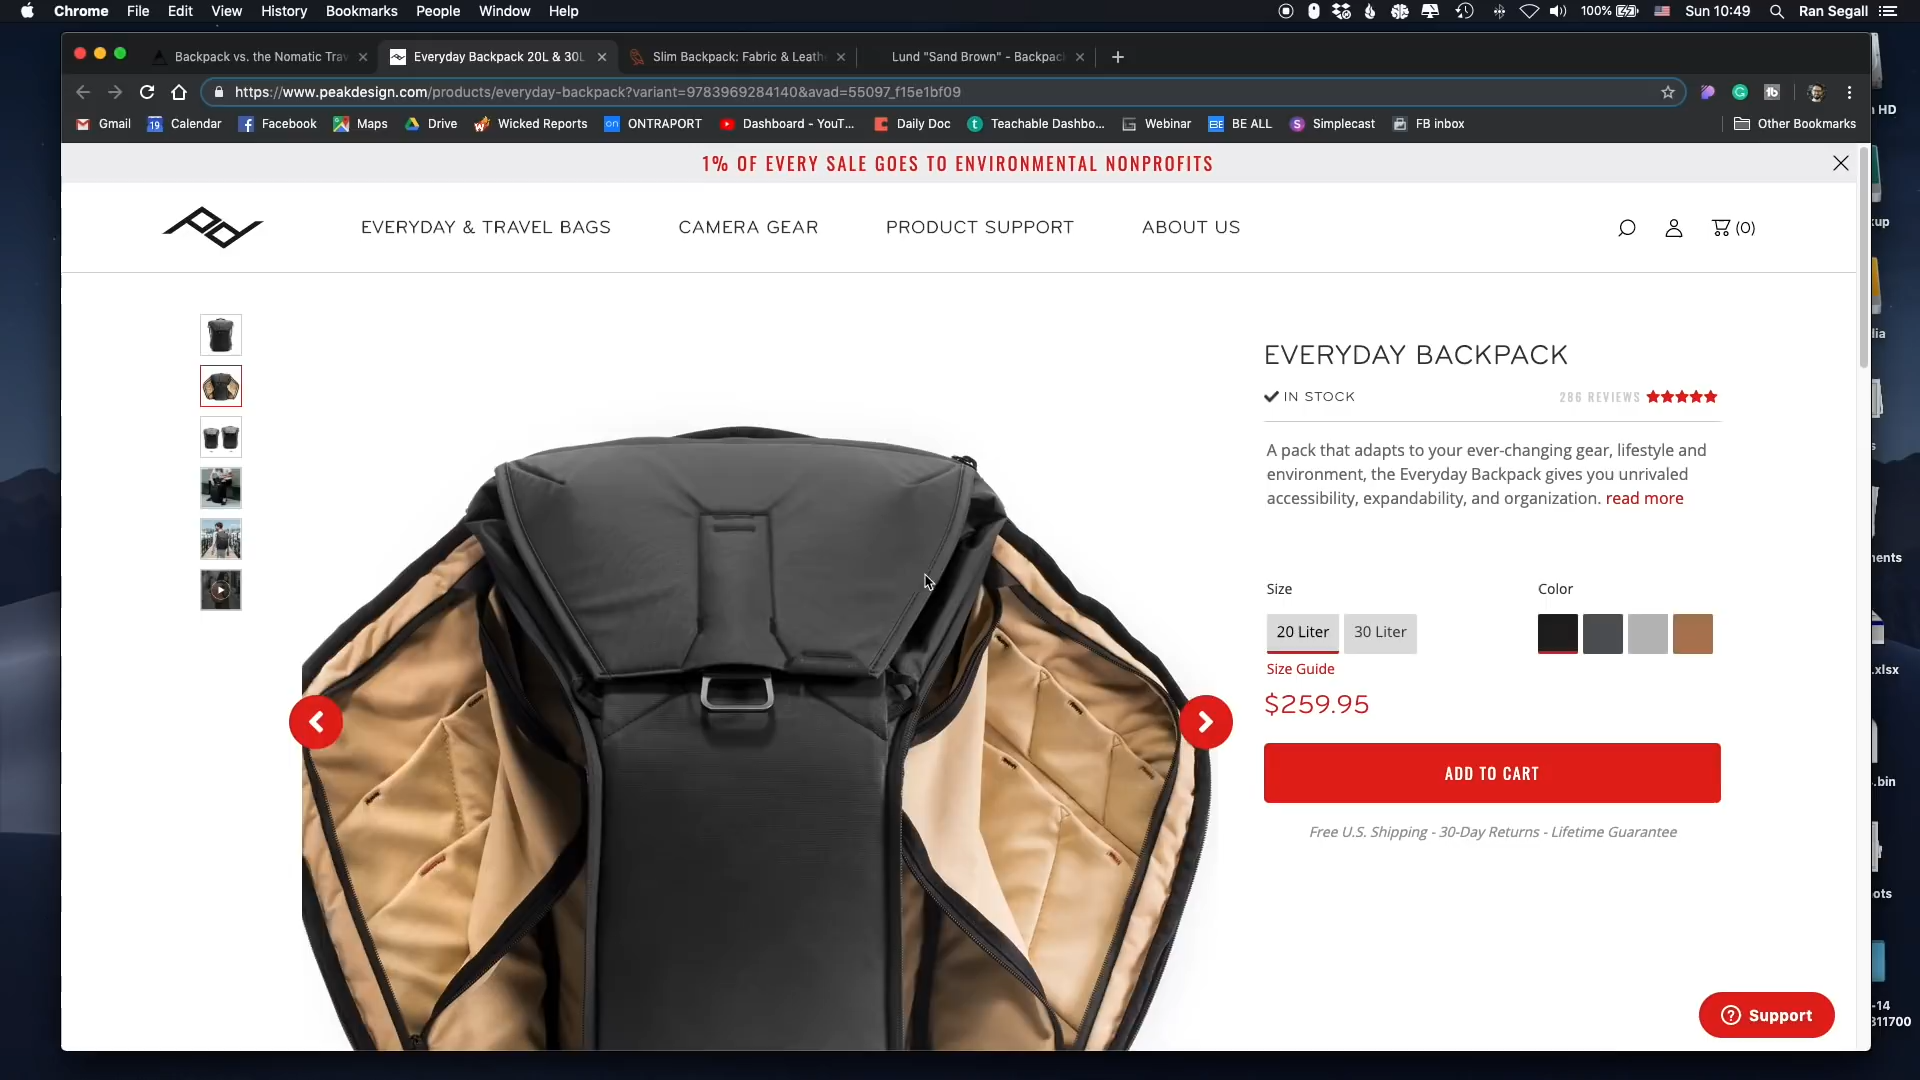 Chrome File Edit View History Bookmarks People Window Help
100% Sun 10:49 Ran Segall
Backpack vs. the Nomatic Trav
Everyday Backpack 20L & 30L
Slim Backpack: Fabric & Leath
Lund "Sand Brown" - Backpac
https://www.peakdesign.com/products/everyday-backpack?variant=9783969284140&avad=55097_f15e1bf09
Gmail 19 Calendar Facebook Maps Drive Wicked Reports ONTRAPORT Dashboard - YouT... Daily Doc Teachable Dashbo... Webinar BE ALL Simplecast FB inbox Other Bookmarks
1% OF EVERY SALE GOES TO ENVIRONMENTAL NONPROFITS
EVERYDAY & TRAVEL BAGS CAMERA GEAR PRODUCT SUPPORT ABOUT US (0)
EVERYDAY BACKPACK
IN STOCK 286 REVIEWS
A pack that adapts to your ever-changing gear, lifestyle and
environment, the Everyday Backpack gives you unrivaled
accessibility, expandability, and organization. read more
Size Color
20 Liter 30 Liter
Size Guide
$259.95
ADD TO CART
Free U.S. Shipping - 30-Day Returns - Lifetime Guarantee
Support
n HD
kup
lia
nents
.xlsx
.bin
ots
-14
311700